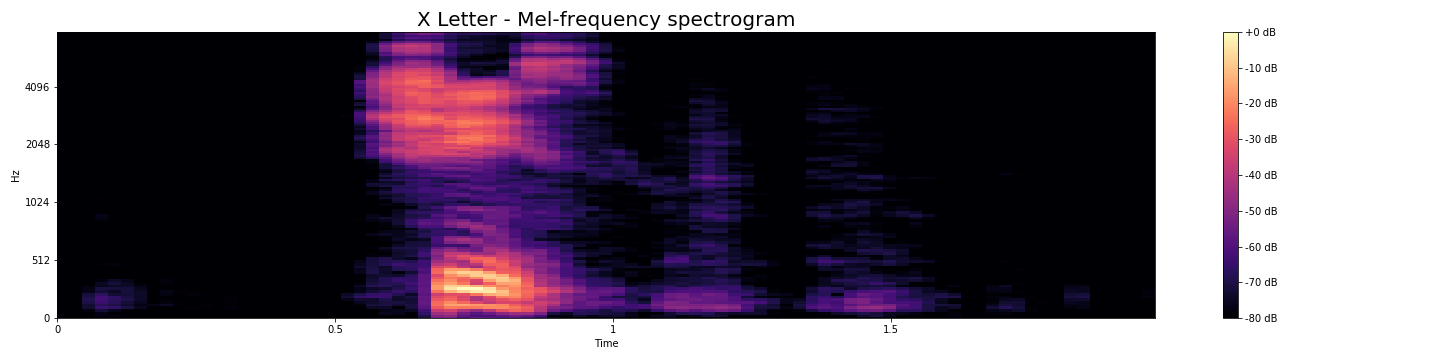 X Letter - Mel-frequency spectrogram
Hz
4096
2048
1024
512
0
0 0.5 1 1.5
Time
+0 dB
-10 dB
-20 dB
-30 dB
-40 dB
-50 dB
-60 dB
-70 dB
-80 dB